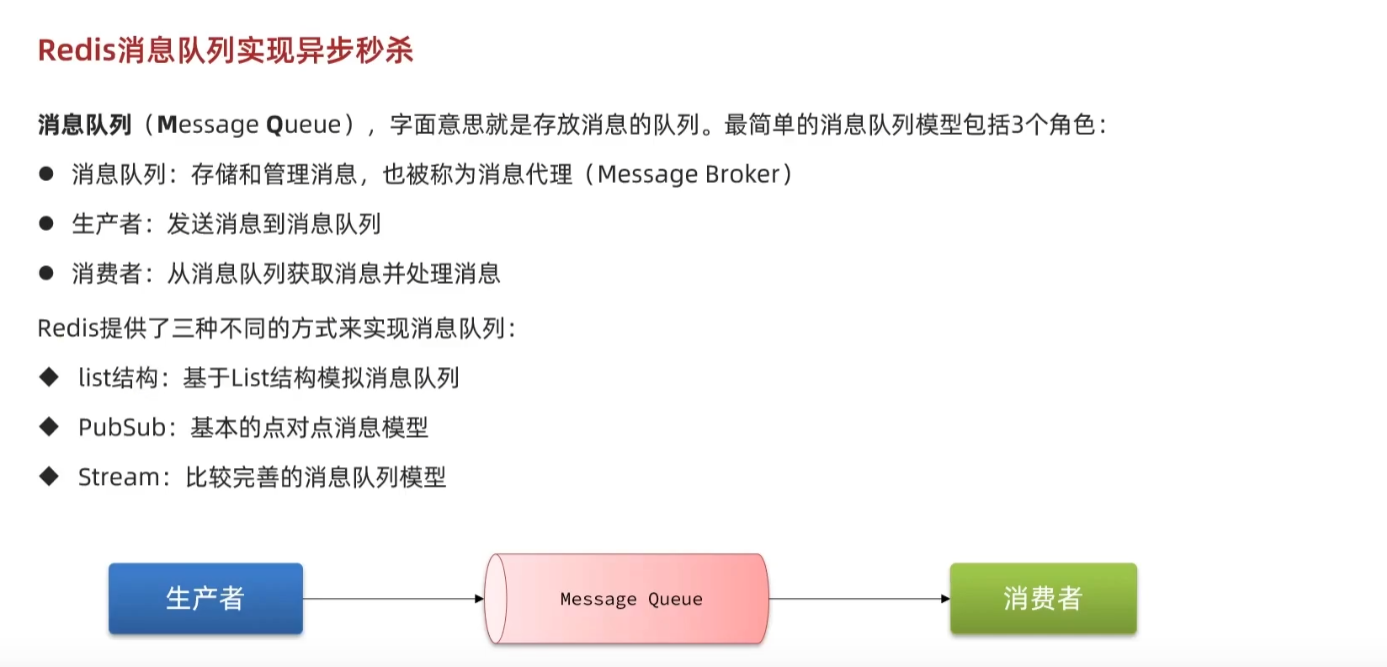 Redis消息队列实现异步秒杀
消息队列（Message Queue），字面意思就是存放消息的队列。最简单的消息队列模型包括3个角色：
● 消息队列：存储和管理消息，也被称为消息代理（Message Broker）
● 生产者：发送消息到消息队列
● 消费者：从消息队列获取消息并处理消息
Redis提供了三种不同的方式来实现消息队列：
◆ list结构：基于List结构模拟消息队列
◆ PubSub：基本的点对点消息模型
◆ Stream：比较完善的消息队列模型
生产者
Message Queue
消费者